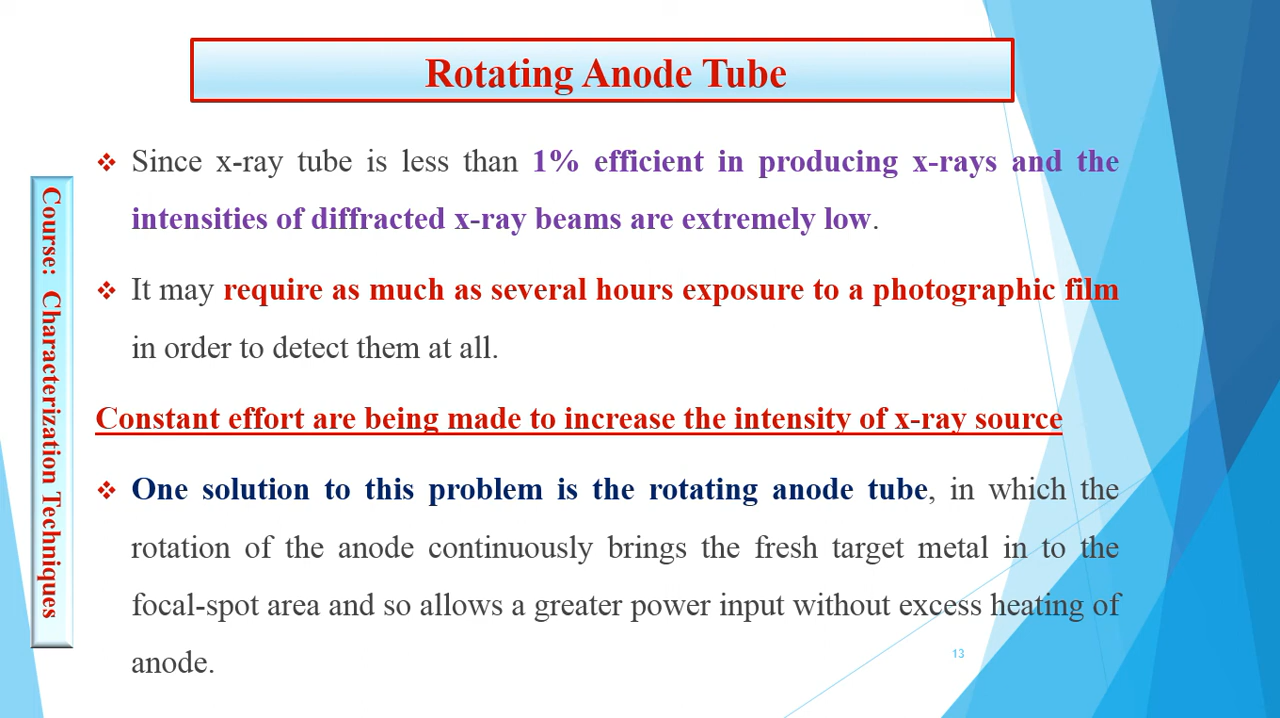 Rotating Anode Tube
❖ Since x-ray tube is less than 1% efficient in producing x-rays and the
intensities of diffracted x-ray beams are extremely low.
❖ It may require as much as several hours exposure to a photographic film
in order to detect them at all.
Constant effort are being made to increase the intensity of x-ray source
❖ One solution to this problem is the rotating anode tube, in which the
rotation of the anode continuously brings the fresh target metal in to the
focal-spot area and so allows a greater power input without excess heating of
anode.
Course: Characterization Techniques
13